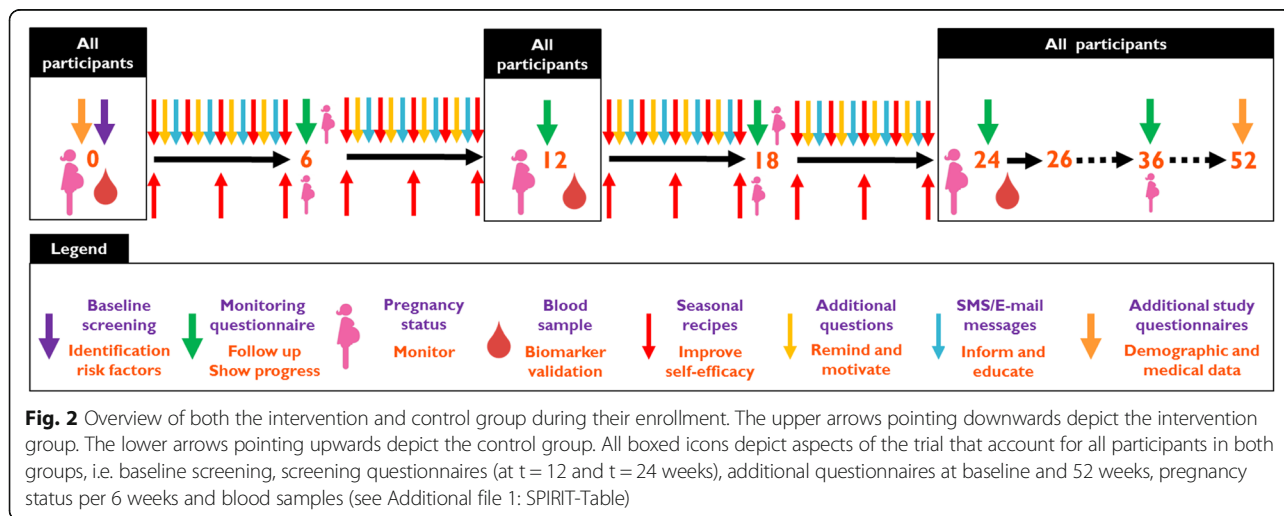 All
participants
All
participants
All participants
0
6
12
18
24
26
36
52
Legend
Baseline
screening
Identification
risk factors
Monitoring
questionnaire
Follow up
Show progress
Pregnancy
status
Monitor
Blood
sample
Biomarker
validation
Seasonal
recipes
Improve
self-efficacy
Additional
questions
Remind and
motivate
SMS/E-mail
messages
Inform and
educate
Additional study
questionnaires
Demographic and
medical data
Fig. 2 Overview of both the intervention and control group during their enrollment. The upper arrows pointing downwards depict the intervention
group. The lower arrows pointing upwards depict the control group. All boxed icons depict aspects of the trial that account for all participants in both
groups, i.e. baseline screening, screening questionnaires (at t = 12 and t = 24 weeks), additional questionnaires at baseline and 52 weeks, pregnancy
status per 6 weeks and blood samples (see Additional file 1: SPIRIT-Table)